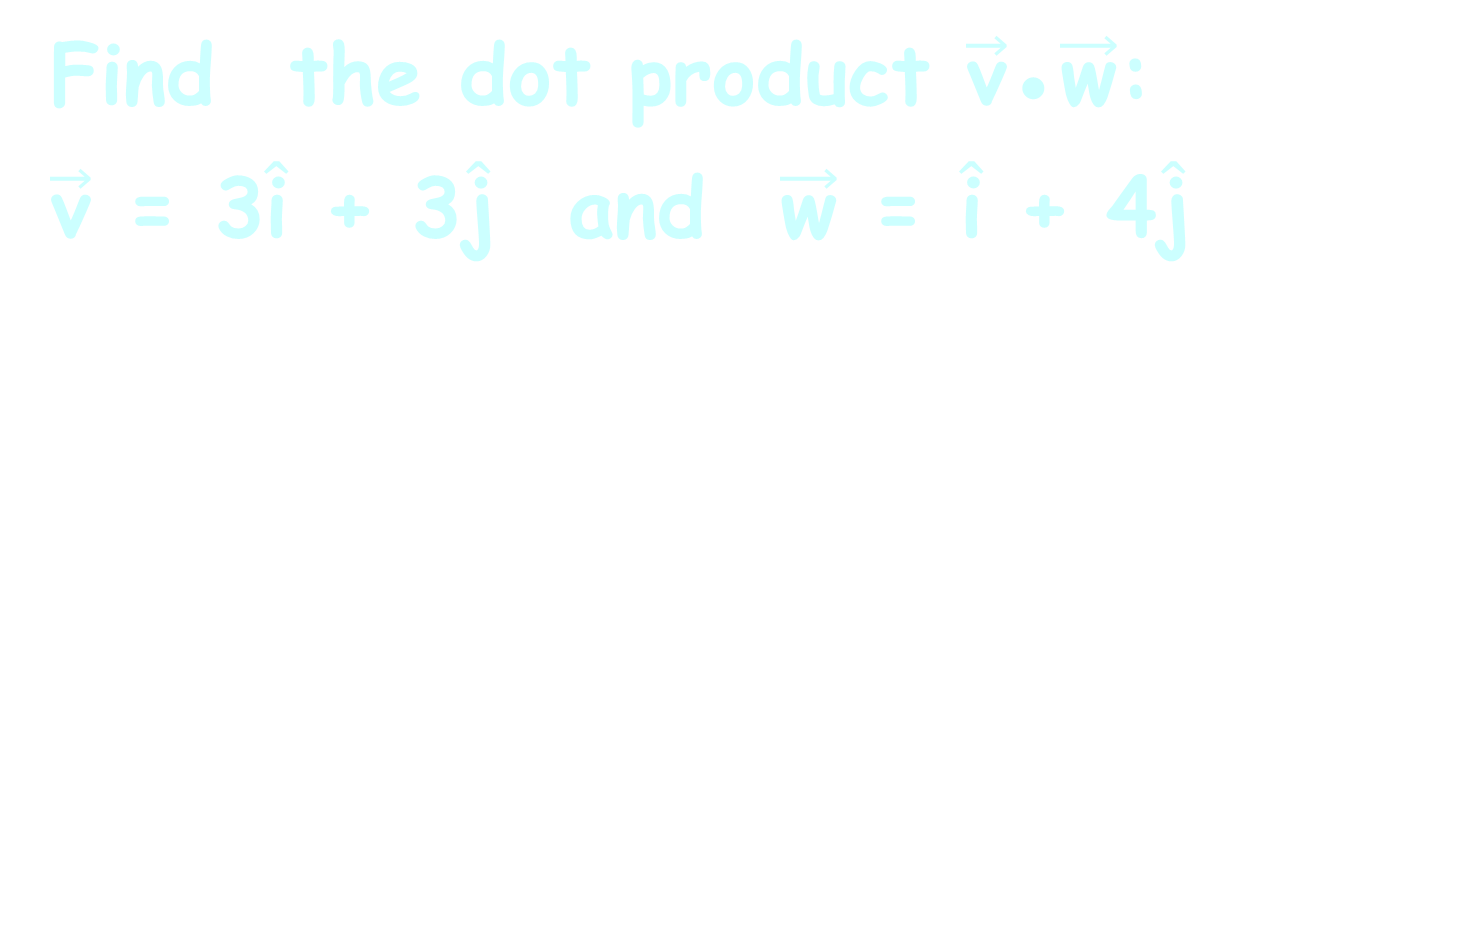 Find the dot product v⃗•w⃗:
v⃗ = 3î + 3ĵ and w⃗ = î + 4ĵ